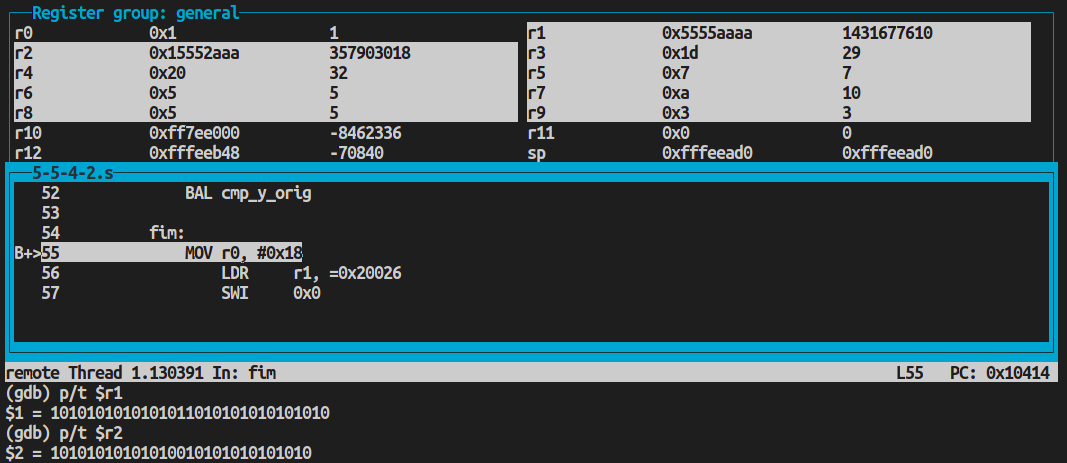 Register group: general
r0 0x1 1 r1 0x5555aaaa 1431677610
r2 0x15552aaa 357903018 r3 0x1d 29
r4 0x20 32 r5 0x7 7
r6 0x5 5 r7 0xa 10
r8 0x5 5 r9 0x3 3
r10 0xff7ee000 -8462336 r11 0x0 0
r12 0xfffeeb48 -70840 sp 0xfffeead0 0xfffeead0
5-5-4-2.s
52 BAL cmp_y_orig
53
54 fim:
B+>55 MOV r0, #0x18
56 LDR r1, =0x20026
57 SWI 0x0
remote Thread 1.130391 In: fim L55 PC: 0x10414
(gdb) p/t $r1
$1 = 1010101010101011010101010101010
(gdb) p/t $r2
$2 = 10101010101010010101010101010